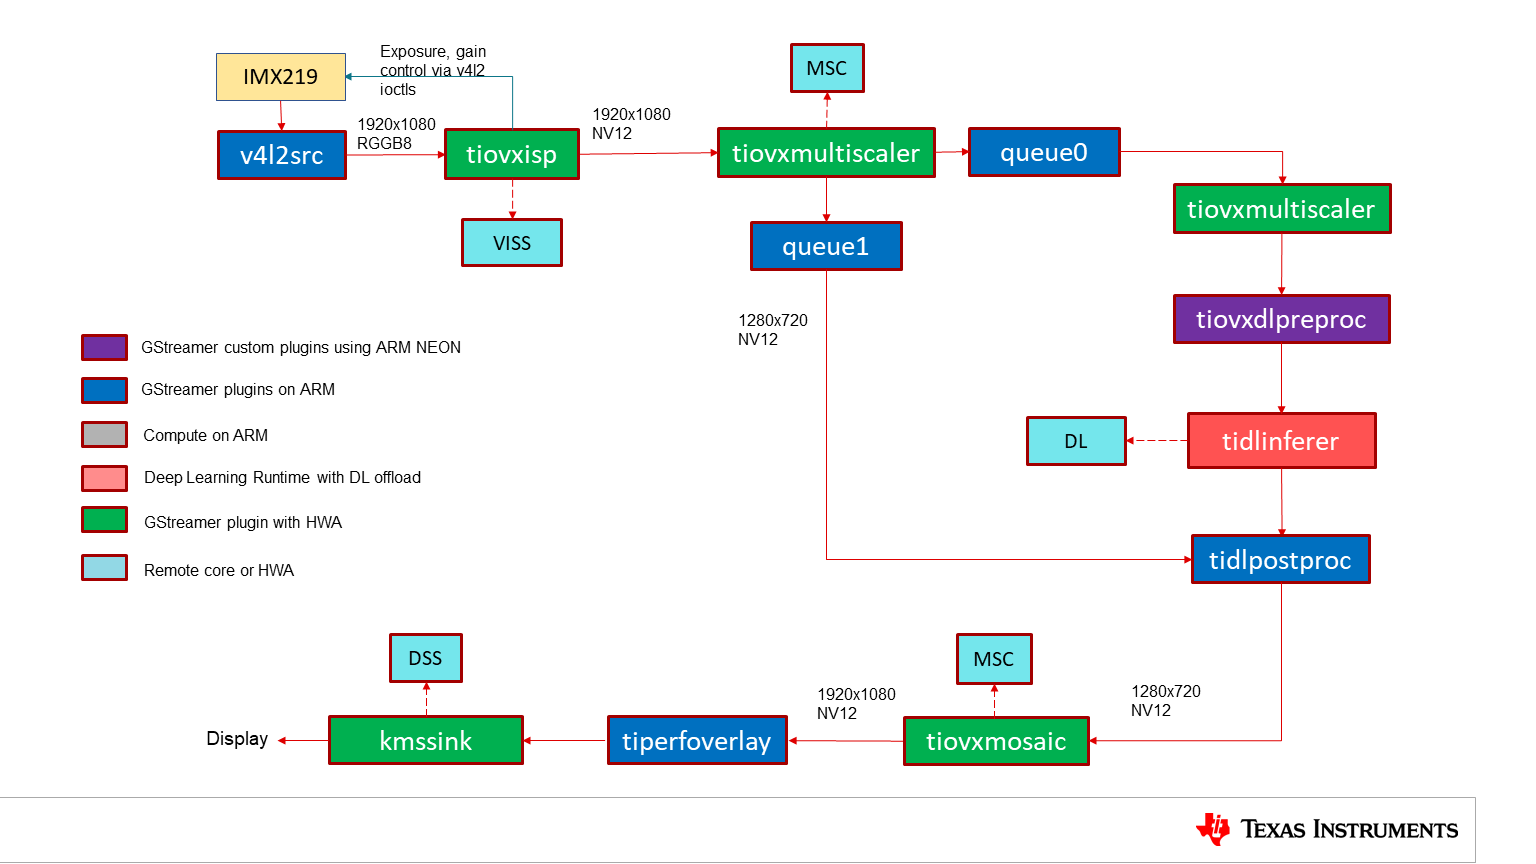 IMX219
Exposure, gain
control via v4l2
ioctls
MSC
v4l2src
1920x1080
RGGB8
tiovxisp
1920x1080
NV12
tiovxmultiscaler
queue0
tiovxmultiscaler
VISS
queue1
1280x720
NV12
tiovxdlpreproc
GStreamer custom plugins using ARM NEON
GStreamer plugins on ARM
Compute on ARM
Deep Learning Runtime with DL offload
GStreamer plugin with HWA
Remote core or HWA
DL
tidlinferer
tidlpostproc
DSS
MSC
1280x720
NV12
1920x1080
NV12
Display
kmssink
tiperfoverlay
tiovxmosaic
TEXAS INSTRUMENTS